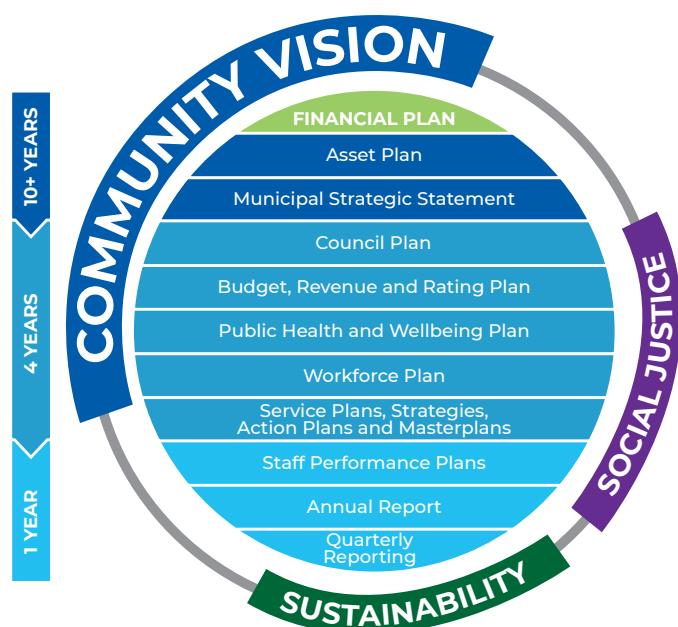 COMMUNITY VISION
10+ YEARS
4 YEARS
1 YEAR
FINANCIAL PLAN
Asset Plan
Municipal Strategic Statement
Council Plan
Budget, Revenue and Rating Plan
Public Health and Wellbeing Plan
Workforce Plan
Service Plans, Strategies,
Action Plans and Masterplans
Staff Performance Plans
Annual Report
Quarterly
Reporting
SOCIAL JUSTICE
SUSTAINABILITY